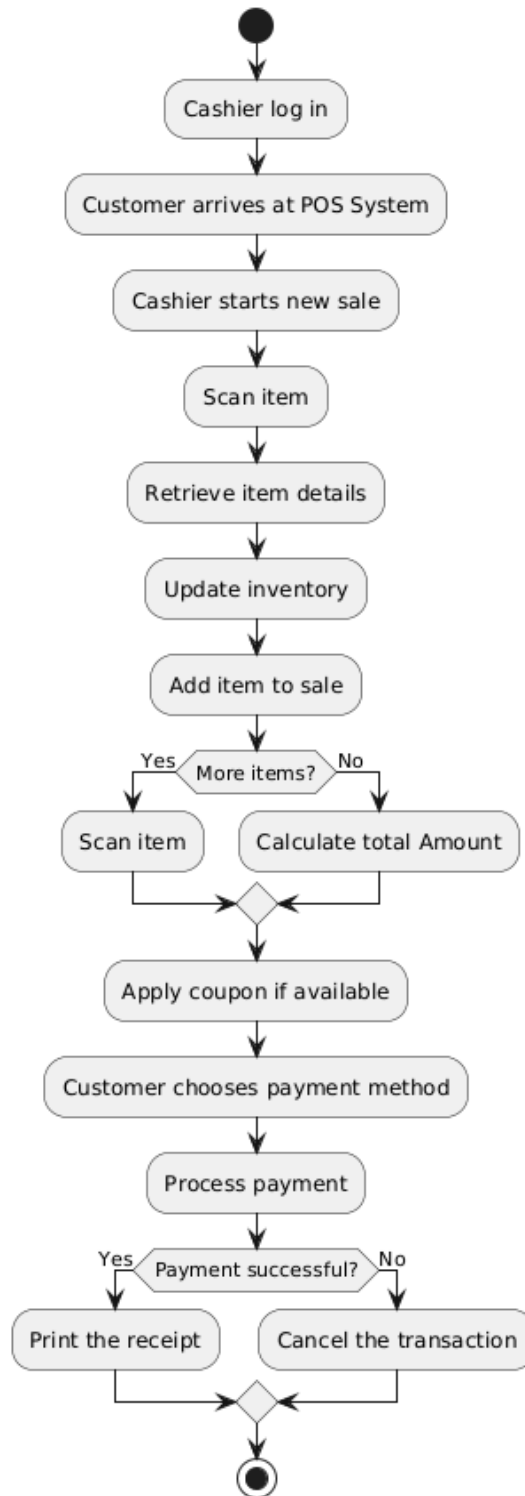 Cashier log in
Customer arrives at POS System
Cashier starts new sale
Scan item
Retrieve item details
Update inventory
Add item to sale
Yes
More items?
No
Scan item
Calculate total Amount
Apply coupon if available
Customer chooses payment method
Process payment
Yes
Payment successful?
No
Print the receipt
Cancel the transaction